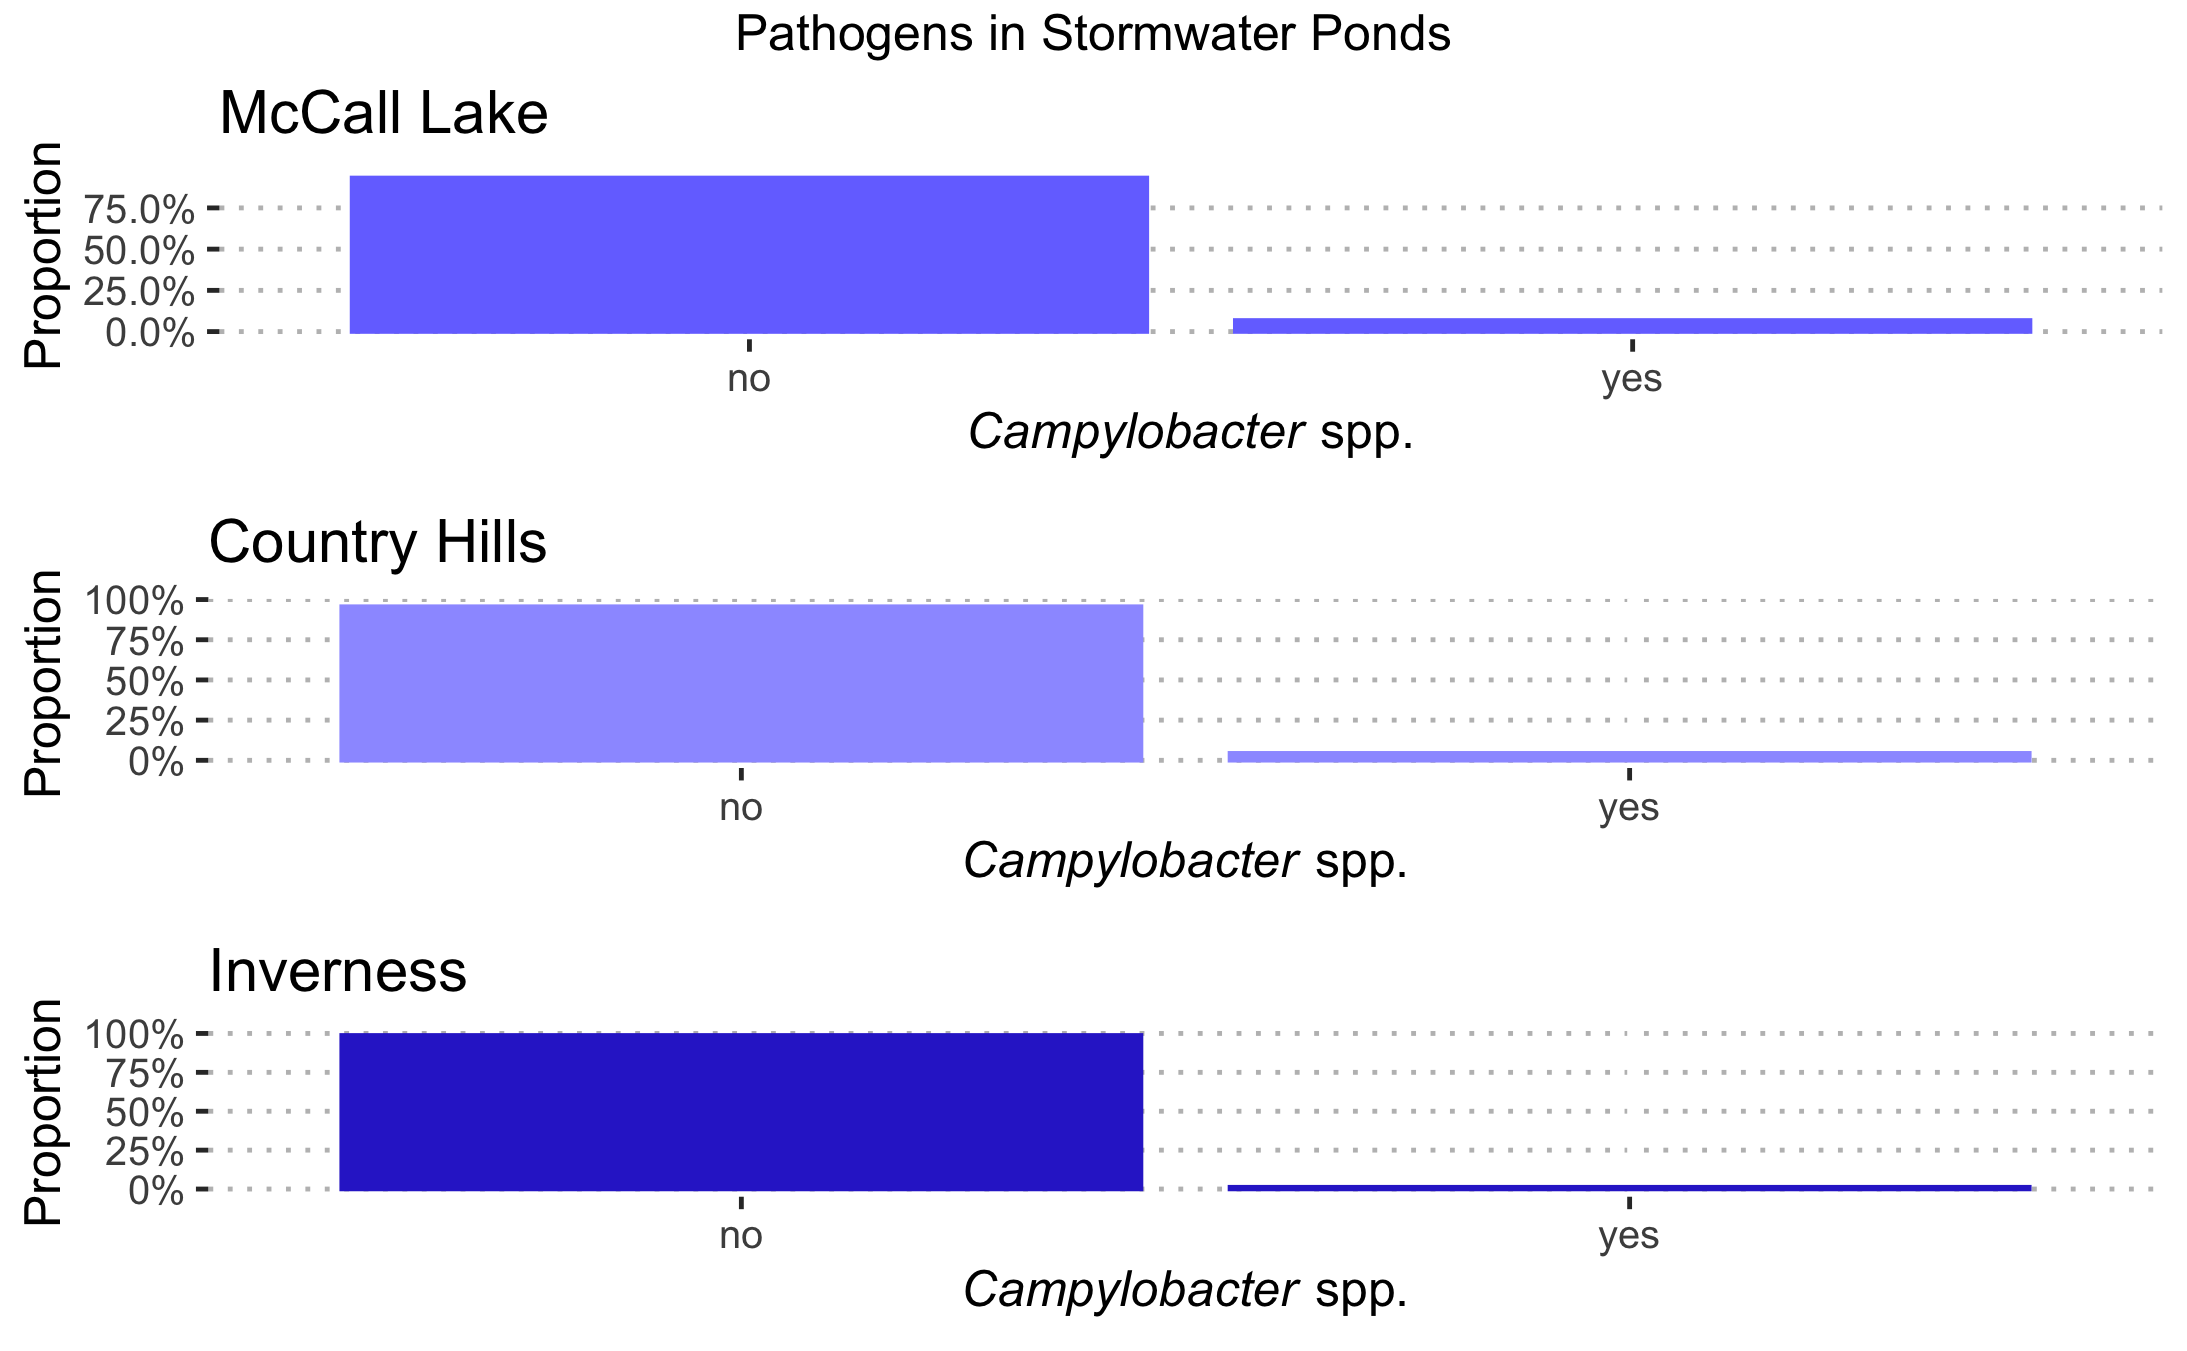 Pathogens in Stormwater Ponds
McCall Lake
Proportion
75.0%
50.0%
25.0%
0.0%
no yes
Campylobacter spp.
Country Hills
Proportion
100%
75%
50%
25%
0%
no yes
Campylobacter spp.
Inverness
Proportion
100%
75%
50%
25%
0%
no yes
Campylobacter spp.